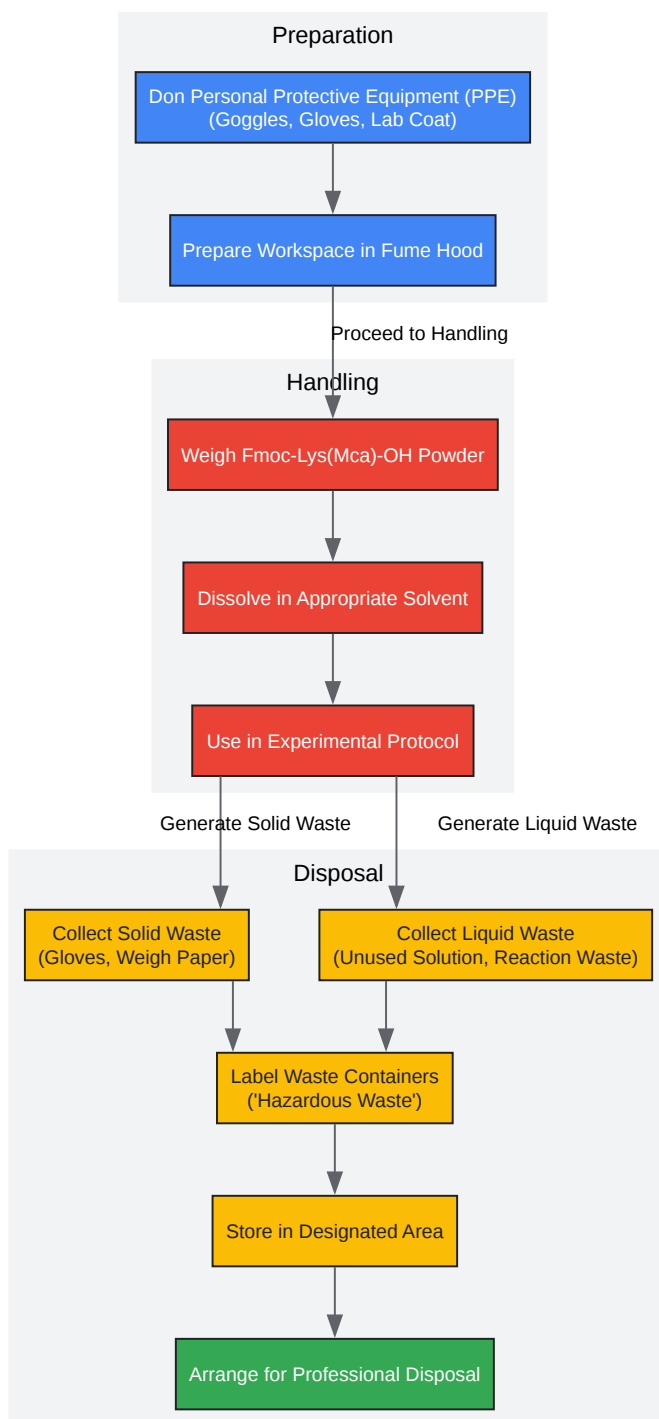 Preparation
Don Personal Protective Equipment (PPE)
(Goggles, Gloves, Lab Coat)
Prepare Workspace in Fume Hood
Proceed to Handling
Handling
Weigh Fmoc-Lys(Mca)-OH Powder
Dissolve in Appropriate Solvent
Use in Experimental Protocol
Generate Solid Waste
Generate Liquid Waste
Disposal
Collect Solid Waste
(Gloves, Weigh Paper)
Collect Liquid Waste
(Unused Solution, Reaction Waste)
Label Waste Containers
('Hazardous Waste')
Store in Designated Area
Arrange for Professional Disposal